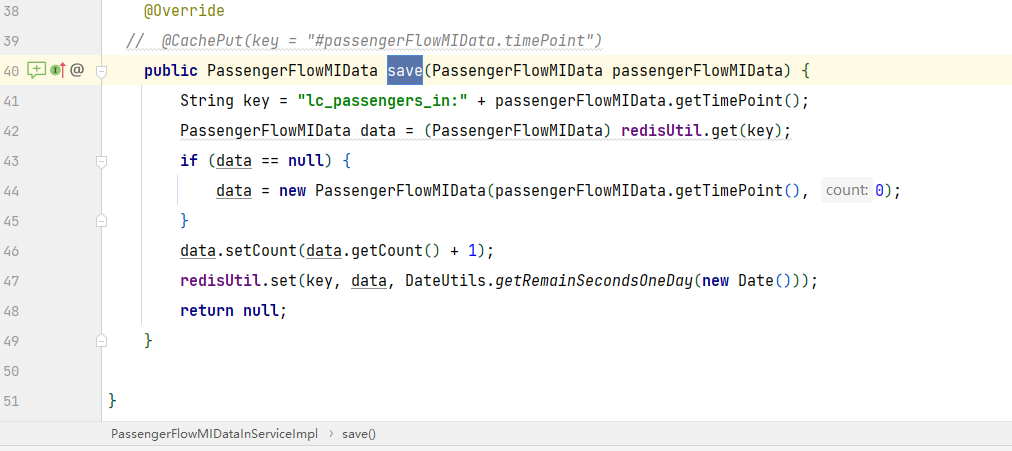 38 @Override
39 //  @CachePut(key = "#passengerFlowMIData.timePoint")
40 @ public PassengerFlowMIData save(PassengerFlowMIData passengerFlowMIData) {
41 String key = "lc_passengers_in:" + passengerFlowMIData.getTimePoint();
42 PassengerFlowMIData data = (PassengerFlowMIData) redisUtil.get(key);
43 if (data == null) {
44 data = new PassengerFlowMIData(passengerFlowMIData.getTimePoint(), count: 0);
45 }
46 data.setCount(data.getCount() + 1);
47 redisUtil.set(key, data, DateUtils.getRemainSecondsOneDay(new Date()));
48 return null;
49 }
50
51 }
PassengerFlowMIDataInServiceImpl › save()